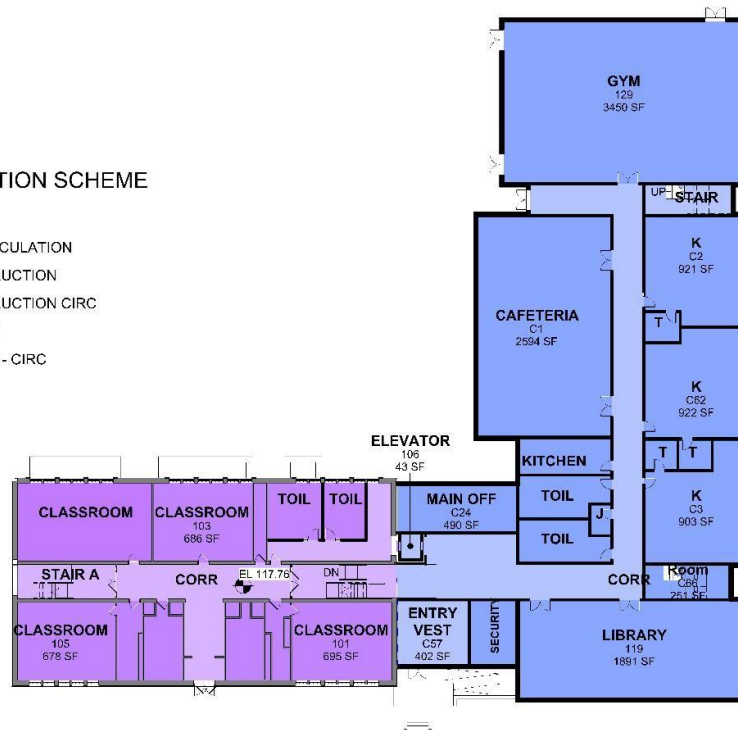 GYM
129
3450 SF
TION SCHEME
UP
STAIR
CULATION
K
C2
921 SF
UCTION
UCTION CIRC
CAFETERIA
C1
2594 SF
T
- CIRC
K
C62
922 SF
ELEVATOR
106
43 SF
KITCHEN
T
T
CLASSROOM
CLASSROOM
103
686 SF
TOIL
TOIL
MAIN OFF
C24
490 SF
TOIL
J
TOIL
K
C3
903 SF
STAIR A
CORR
EL 117.76
DN
CORR
Room
C66
251 SF
CLASSROOM
105
678 SF
CLASSROOM
101
695 SF
ENTRY
VEST
C57
402 SF
SECURITY
LIBRARY
119
1891 SF